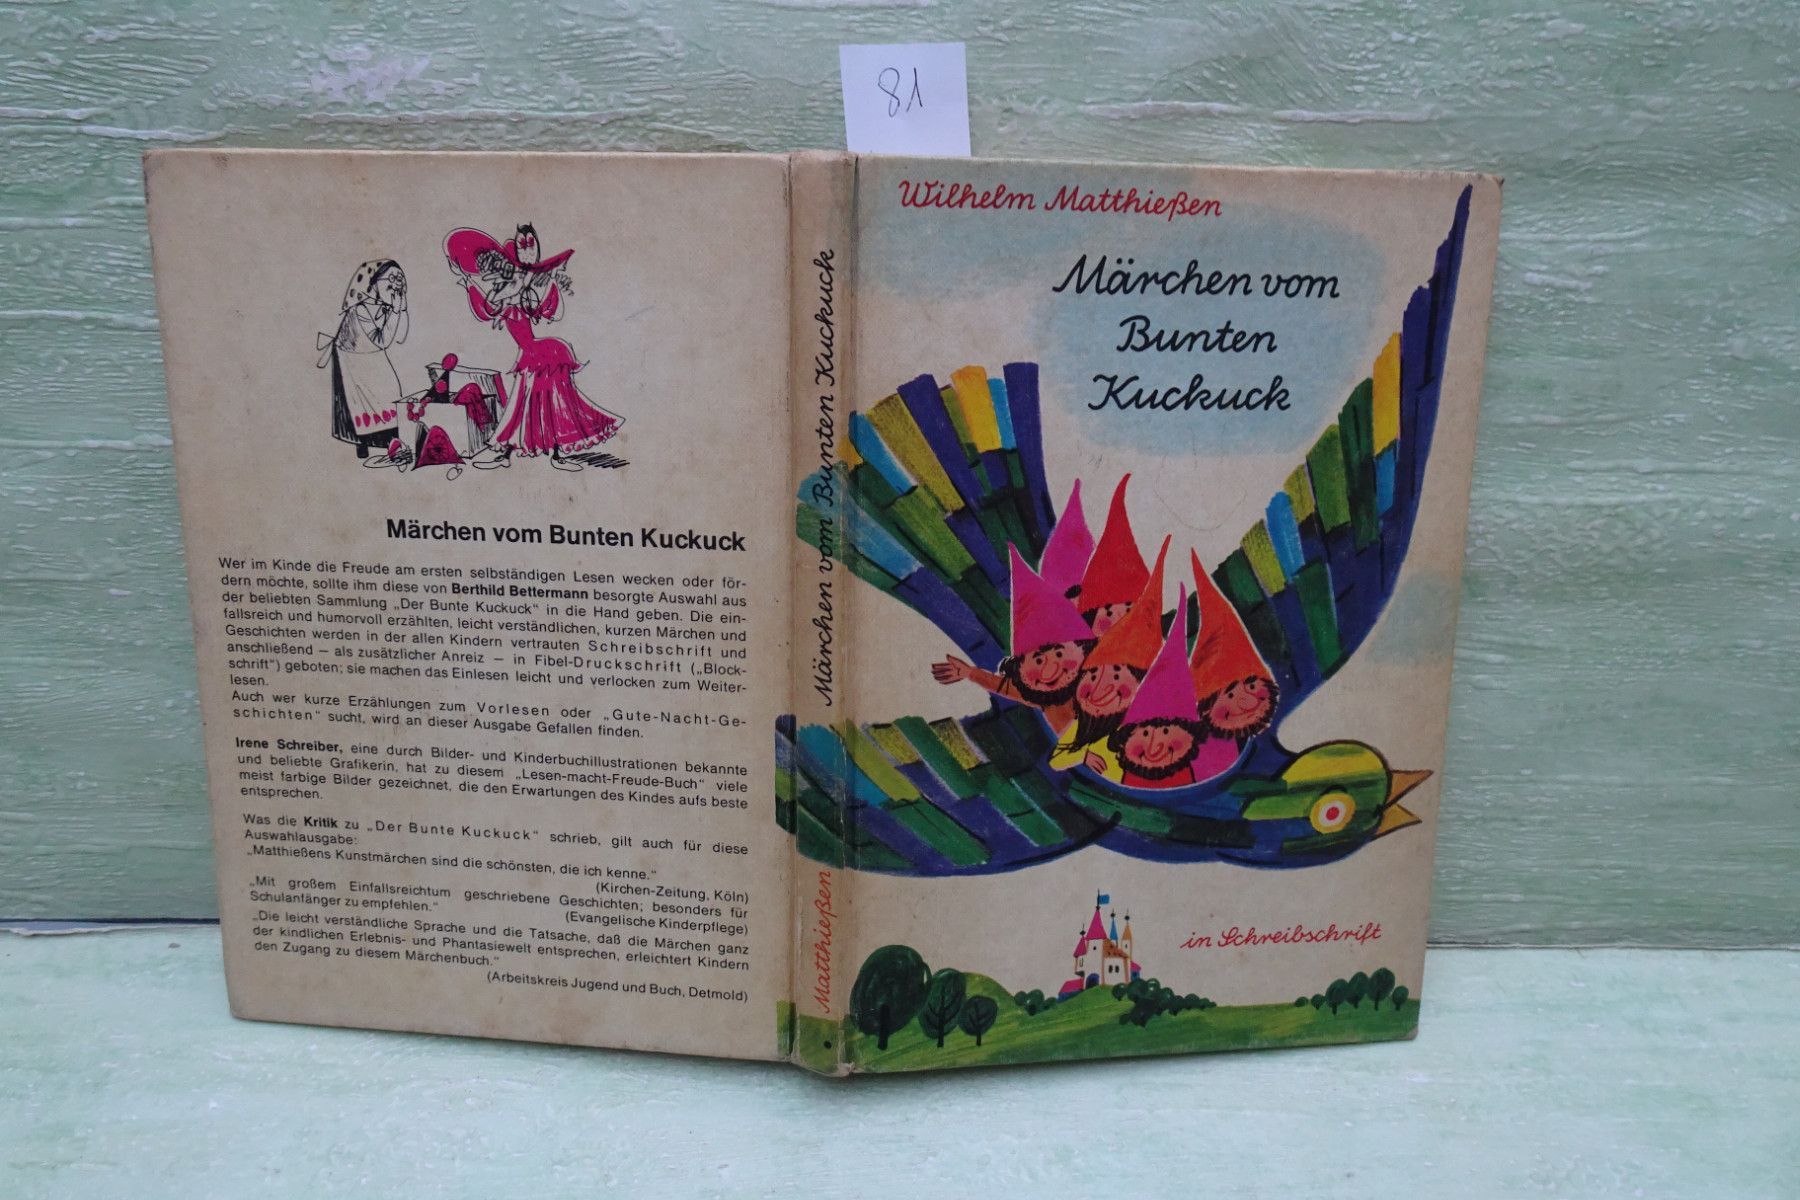 81
Märchen vom Bunten Kuckuck
Wer im Kinde die Freude am ersten selbständigen Lesen wecken oder för-
dern möchte, sollte ihm diese von Berthild Bettermann besorgte Auswahl aus
der beliebten Sammlung „Der Bunte Kuckuck“ in die Hand geben. Die ein-
fallsreich und humorvoll erzählten, leicht verständlichen, kurzen Märchen und
Geschichten werden in der allen Kindern vertrauten Schreibschrift und
anschließend – als zusätzlicher Anreiz – in Fibel-Druckschrift („Block-
schrift“) geboten; sie machen das Einlesen leicht und verlocken zum Weiter-
lesen.
Auch wer kurze Erzählungen zum Vorlesen oder „Gute-Nacht-Ge-
schichten“ sucht, wird an dieser Ausgabe Gefallen finden.
Irene Schreiber, eine durch Bilder- und Kinderbuchillustrationen bekannte
und beliebte Grafikerin, hat zu diesem „Lesen-macht-Freude-Buch“ viele
meist farbige Bilder gezeichnet, die den Erwartungen des Kindes aufs beste
entsprechen.
Was die Kritik zu „Der Bunte Kuckuck“ schrieb, gilt auch für diese
Auswahlausgabe:
„Matthießens Kunstmärchen sind die schönsten, die ich kenne.“
(Kirchen-Zeitung, Köln)
„Mit großem Einfallsreichtum geschriebene Geschichten; besonders für
Schulanfänger zu empfehlen.“
(Evangelische Kinderpflege)
„Die leicht verständliche Sprache und die Tatsache, daß die Märchen ganz
der kindlichen Erlebnis- und Phantasiewelt entsprechen, erleichtert Kindern
den Zugang zu diesem Märchenbuch.“
(Arbeitskreis Jugend und Buch, Detmold)
Matthießen Märchen vom Bunten Kuckuck
Wilhelm Matthießen
Märchen vom
Bunten
Kuckuck
in Schreibschrift